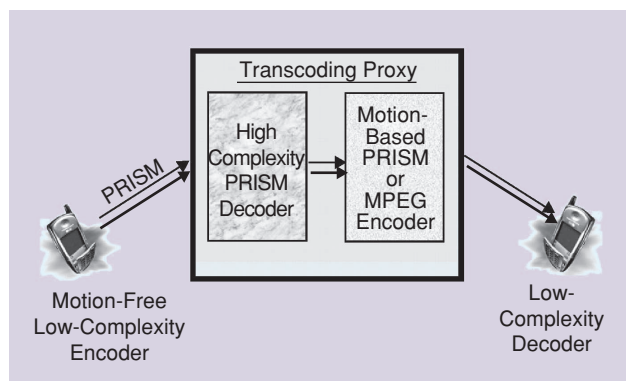 Transcoding Proxy
PRISM
High
Complexity
PRISM
Decoder
Motion-
Based
PRISM
or
MPEG
Encoder
Motion-Free
Low-Complexity
Encoder
Low-
Complexity
Decoder